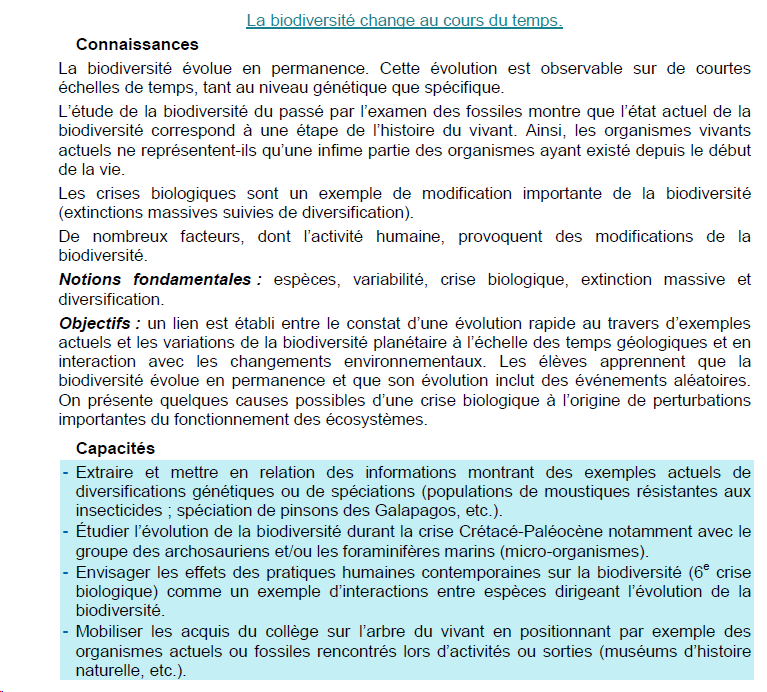 La biodiversité change au cours du temps.
Connaissances
La biodiversité évolue en permanence. Cette évolution est observable sur de courtes
échelles de temps, tant au niveau génétique que spécifique.
L’étude de la biodiversité du passé par l’examen des fossiles montre que l’état actuel de la
biodiversité correspond à une étape de l’histoire du vivant. Ainsi, les organismes vivants
actuels ne représentent-ils qu’une infime partie des organismes ayant existé depuis le début
de la vie.
Les crises biologiques sont un exemple de modification importante de la biodiversité
(extinctions massives suivies de diversification).
De nombreux facteurs, dont l’activité humaine, provoquent des modifications de la
biodiversité.
Notions fondamentales : espèces, variabilité, crise biologique, extinction massive et
diversification.
Objectifs : un lien est établi entre le constat d’une évolution rapide au travers d’exemples
actuels et les variations de la biodiversité planétaire à l’échelle des temps géologiques et en
interaction avec les changements environnementaux. Les élèves apprennent que la
biodiversité évolue en permanence et que son évolution inclut des événements aléatoires.
On présente quelques causes possibles d’une crise biologique à l’origine de perturbations
importantes du fonctionnement des écosystèmes.
Capacités
- Extraire et mettre en relation des informations montrant des exemples actuels de
diversifications génétiques ou de spéciations (populations de moustiques résistantes aux
insecticides ; spéciation de pinsons des Galapagos, etc.).
- Étudier l’évolution de la biodiversité durant la crise Crétacé-Paléocène notamment avec le
groupe des archosauriens et/ou les foraminifères marins (micro-organismes).
- Envisager les effets des pratiques humaines contemporaines sur la biodiversité (6e crise
biologique) comme un exemple d’interactions entre espèces dirigeant l’évolution de la
biodiversité.
- Mobiliser les acquis du collège sur l’arbre du vivant en positionnant par exemple des
organismes actuels ou fossiles rencontrés lors d’activités ou sorties (muséums d’histoire
naturelle, etc.).